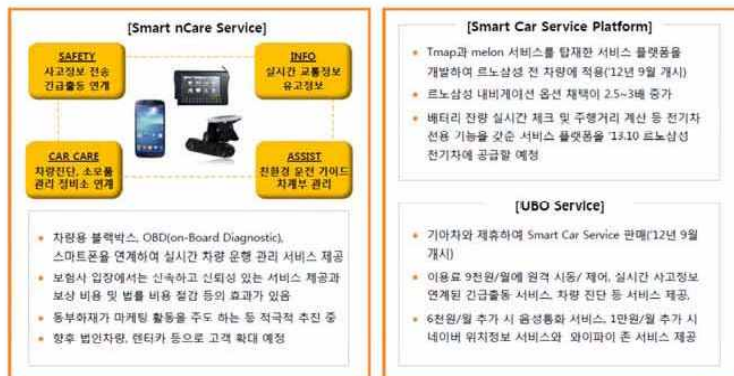 [Smart nCare Service]
SAFETY
사고정보 전송
긴급출동 연계
INFO
실시간 교통정보
유고정보
CAR CARE
차량진단, 소모품
관리 정비소 연계
ASSIST
친환경 운전 가이드
차계부 관리
• 차량용 블랙박스, OBD(on-Board Diagnostic),
스마트폰을 연계하여 실시간 차량 운행 관리 서비스 제공
• 보험사 입장에서는 신속하고 신뢰성 있는 서비스 제공과
보상 비용 및 법률 비용 절감 등의 효과가 있음
• 동부화재가 마케팅 활동을 주도 하는 등 적극적 추진 중
• 향후 법인차량, 렌터카 등으로 고객 확대 예정
[Smart Car Service Platform]
• Tmap과 melon 서비스를 탑재한 서비스 플랫폼을
개발하여 르노삼성 전 차량에 적용('12년 9월 개시)
• 르노삼성 내비게이션 옵션 채택이 2.5~3배 증가
• 배터리 잔량 실시간 체크 및 주행거리 계산 등 전기차
전용 기능을 갖춘 서비스 플랫폼을 '13.10 르노삼성
전기차에 공급할 예정
[UBO Service]
• 기아차와 제휴하여 Smart Car Service 판매('12년 9월
개시)
• 이용료 9천원/월에 원격 시동/ 제어, 실시간 사고정보
연계된 긴급출동 서비스, 차량 진단 등 서비스 제공,
• 6천원/월 추가 시 음성통화 서비스, 1만원/월 추가 시
네이버 위치정보 서비스와 와이파이 존 서비스 제공